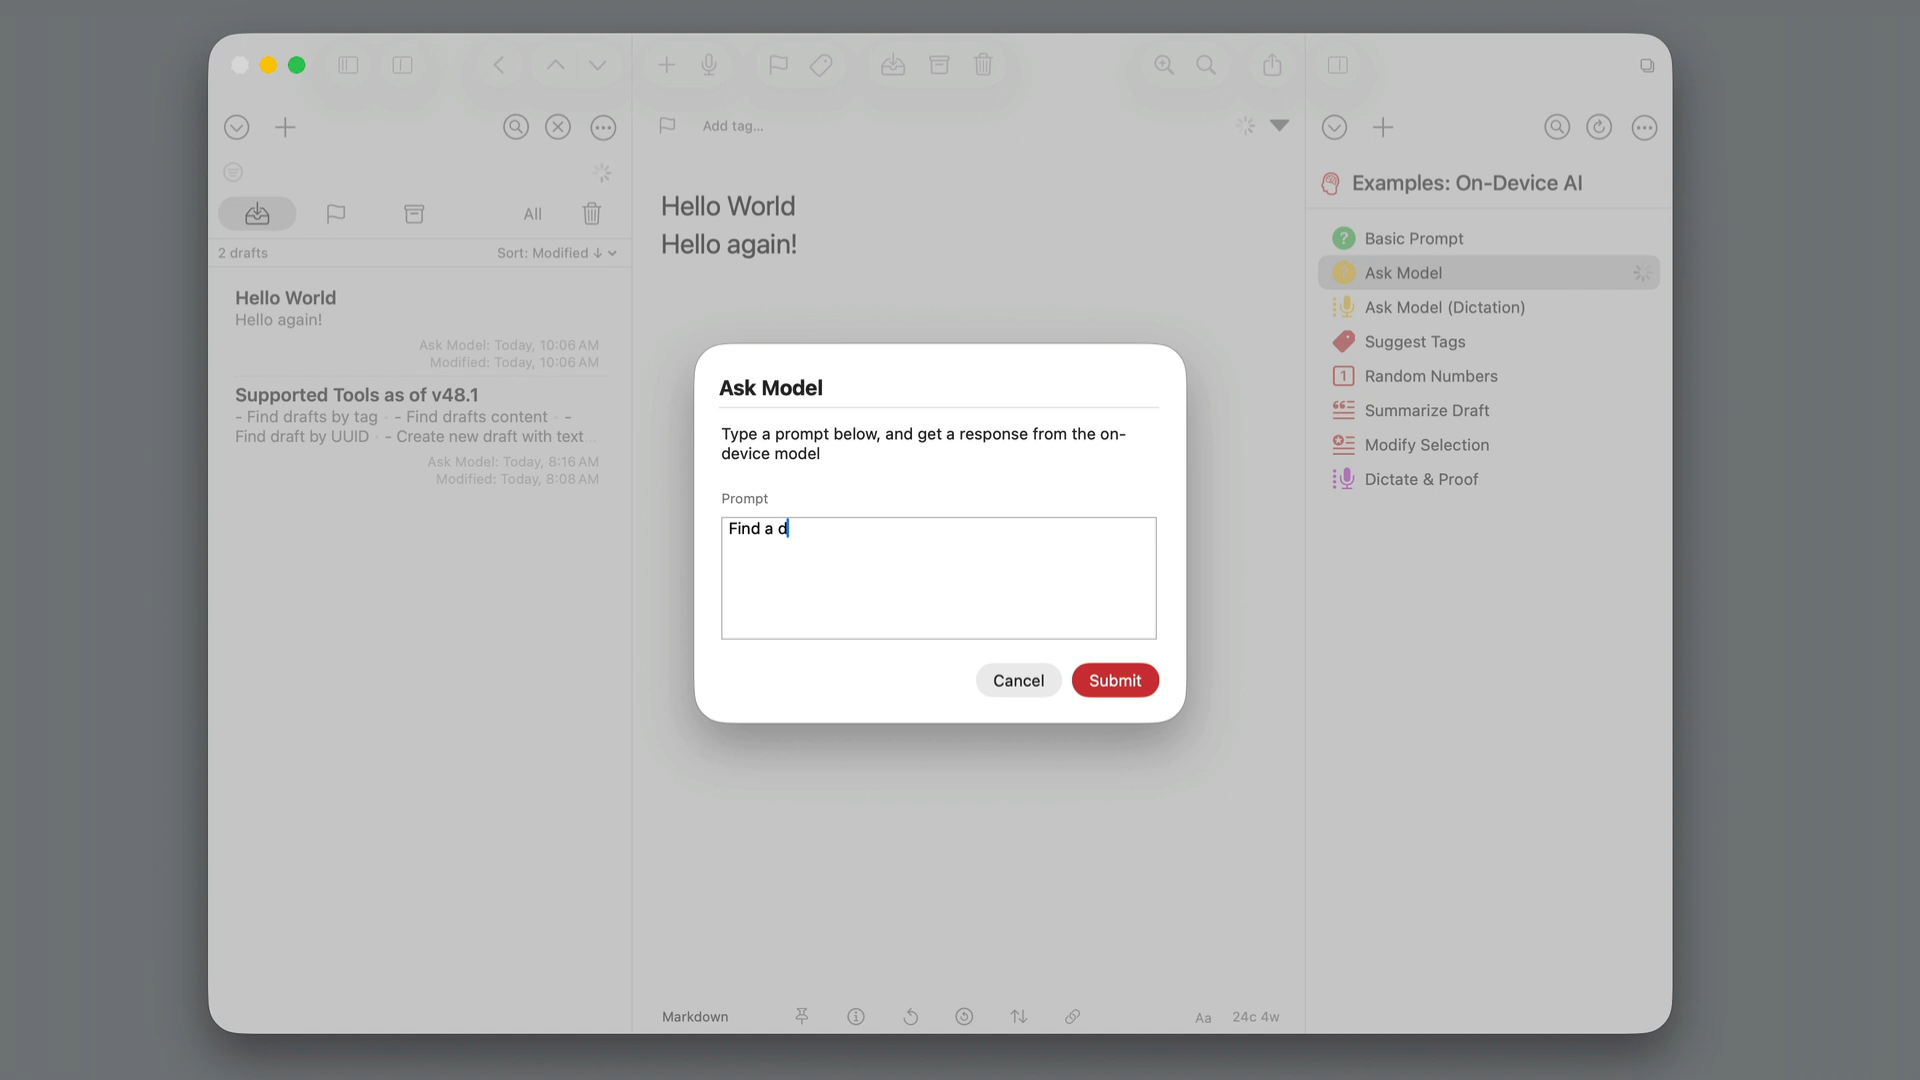 Add tag...
All
2 drafts
Sort: Modified ↓
Hello World
Hello again!
Ask Model: Today, 10:06 AM
Modified: Today, 10:06 AM
Supported Tools as of v48.1
- Find drafts by tag - Find drafts content -
Find draft by UUID - Create new draft with text...
Ask Model: Today, 8:16 AM
Modified: Today, 8:08 AM
Hello World
Hello again!
Ask Model
Type a prompt below, and get a response from the on-
device model
Prompt
Find a d
Cancel
Submit
Markdown
Aa
24c 4w
Examples: On-Device AI
? Basic Prompt
Ask Model
Ask Model (Dictation)
Suggest Tags
1 Random Numbers
Summarize Draft
Modify Selection
Dictate & Proof